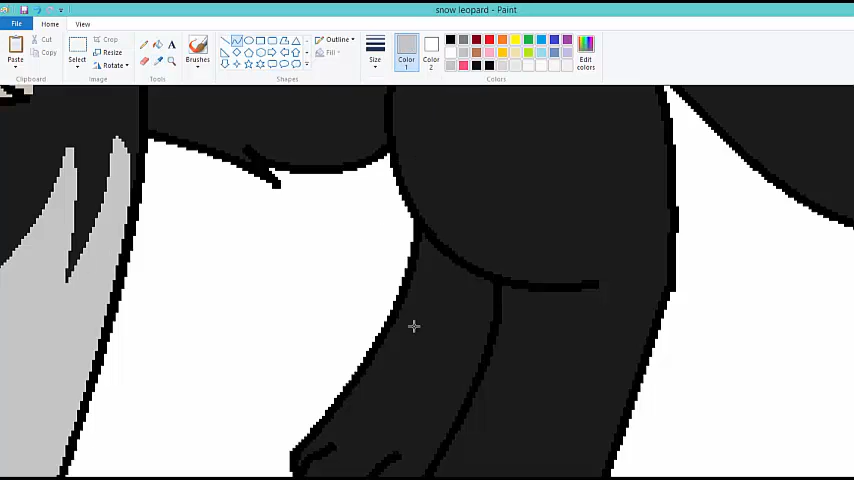 snow leopard - Paint
File Home View
Paste Cut Copy Clipboard
Select Crop Resize Rotate Image
Tools
Brushes
Outline Fill Shapes
Size
Color 1
Color 2
Edit colors
Colors